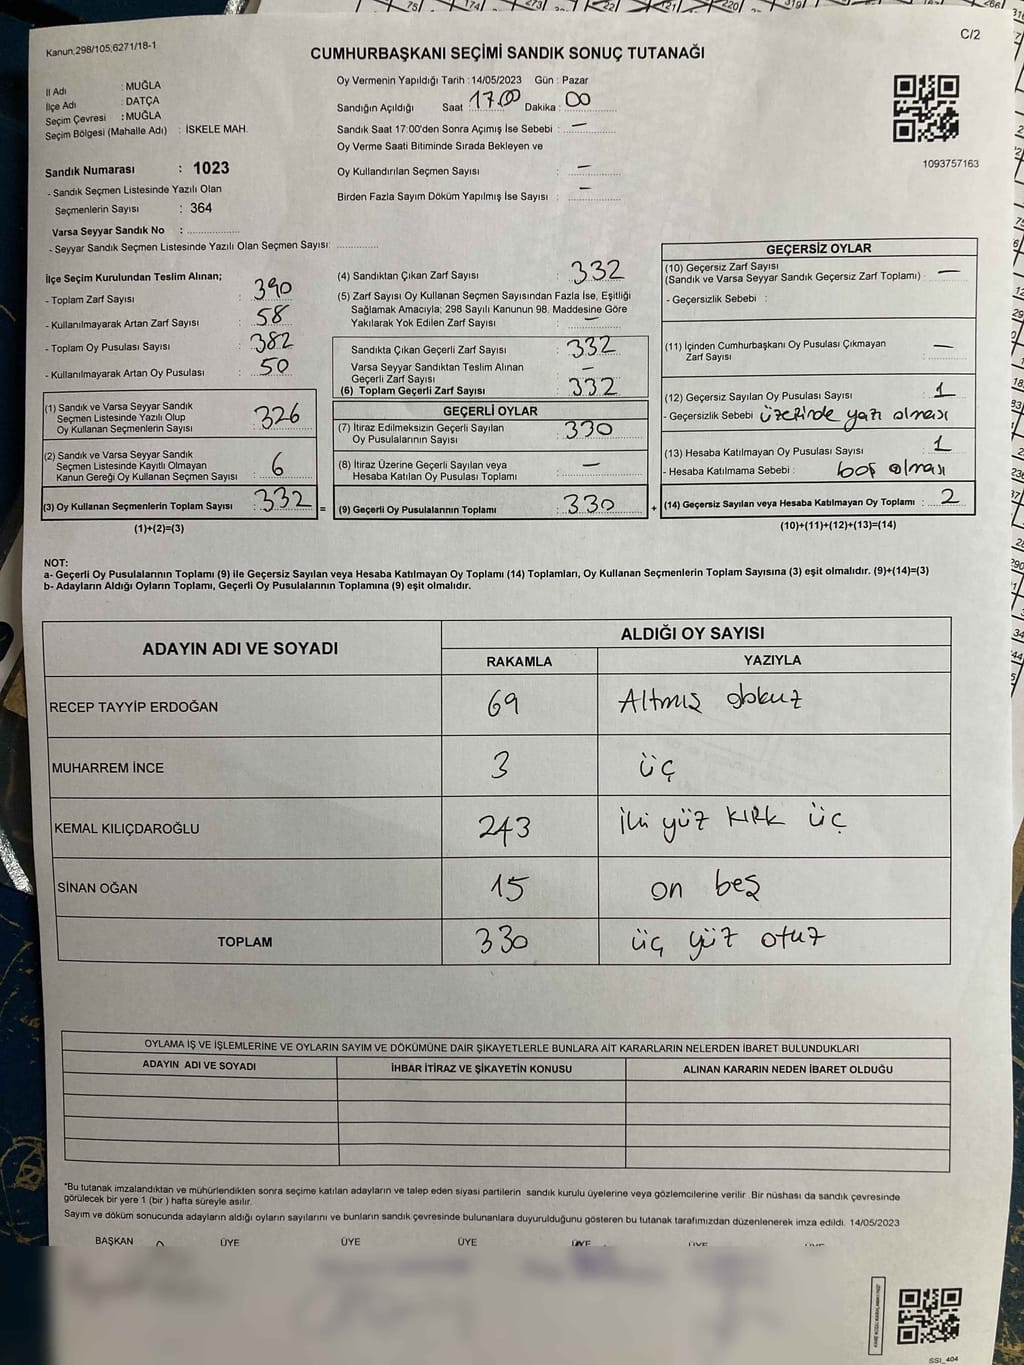 Kanun;298/105,6271/18-1
C/2
CUMHURBAŞKANI SEÇİMİ SANDIK SONUÇ TUTANAĞI
İl Adı : MUĞLA
İlçe Adı : DATÇA
Seçim Çevresi : MUĞLA
Seçim Bölgesi (Mahalle Adı) : İSKELE MAH.
Sandık Numarası : 1023
- Sandık Seçmen Listesinde Yazılı Olan
Seçmenlerin Sayısı : 364
Varsa Seyyar Sandık No : ................
- Seyyar Sandık Seçmen Listesinde Yazılı Olan Seçmen Sayısı: .............
Oy Vermenin Yapıldığı Tarih : 14/05/2023 Gün : Pazar
Sandığın Açıldığı Saat 17.00 Dakika : 00
Sandık Saat 17:00'den Sonra Açımış İse Sebebi : —
Oy Verme Saati Bitiminde Sırada Bekleyen ve
Oy Kullandırılan Seçmen Sayısı : —
Birden Fazla Sayım Döküm Yapılmış İse Sayısı : —
1093757163
İlçe Seçim Kurulundan Teslim Alınan;
- Toplam Zarf Sayısı : 390
- Kullanılmayarak Artan Zarf Sayısı : 58
- Toplam Oy Pusulası Sayısı : 382
- Kullanılmayarak Artan Oy Pusulası : 50
(1) Sandık ve Varsa Seyyar Sandık
Seçmen Listesinde Yazılı Olup
Oy Kullanan Seçmenlerin Sayısı : 326
(2) Sandık ve Varsa Seyyar Sandık
Seçmen Listesinde Kayıtlı Olmayan
Kanun Gereği Oy Kullanan Seçmen Sayısı : 6
(3) Oy Kullanan Seçmenlerin Toplam Sayısı : 332 =
(1)+(2)=(3)
(4) Sandıktan Çıkan Zarf Sayısı : 332
(5) Zarf Sayısı Oy Kullanan Seçmen Sayısından Fazla İse, Eşitliği
Sağlamak Amacıyla; 298 Sayılı Kanunun 98. Maddesine Göre
Yakılarak Yok Edilen Zarf Sayısı : —
Sandıkta Çıkan Geçerli Zarf Sayısı : 332
Varsa Seyyar Sandıktan Teslim Alınan
Geçerli Zarf Sayısı : —
(6) Toplam Geçerli Zarf Sayısı : 332
GEÇERLİ OYLAR
(7) İtiraz Edilmeksizin Geçerli Sayılan
Oy Pusulalarının Sayısı : 330
(8) İtiraz Üzerine Geçerli Sayılan veya
Hesaba Katılan Oy Pusulası Toplamı : —
(9) Geçerli Oy Pusulalarının Toplamı : 330 +
GEÇERSİZ OYLAR
(10) Geçersiz Zarf Sayısı
(Sandık ve Varsa Seyyar Sandık Geçersiz Zarf Toplamı) : —
- Geçersizlik Sebebi :
(11) İçinden Cumhurbaşkanı Oy Pusulası Çıkmayan
Zarf Sayısı : —
(12) Geçersiz Sayılan Oy Pusulası Sayısı : 1
- Geçersizlik Sebebi : üzerinde yazı olması
(13) Hesaba Katılmayan Oy Pusulası Sayısı : 1
- Hesaba Katılmama Sebebi : boş olması
(14) Geçersiz Sayılan veya Hesaba Katılmayan Oy Toplamı : 2
(10)+(11)+(12)+(13)=(14)
NOT:
a- Geçerli Oy Pusulalarının Toplamı (9) ile Geçersiz Sayılan veya Hesaba Katılmayan Oy Toplamı (14) Toplamları, Oy Kullanan Seçmenlerin Toplam Sayısına (3) eşit olmalıdır. (9)+(14)=(3)
b- Adayların Aldığı Oyların Toplamı, Geçerli Oy Pusulalarının Toplamına (9) eşit olmalıdır.
ADAYIN ADI VE SOYADI
ALDIĞI OY SAYISI
RAKAMLA YAZIYLA
RECEP TAYYİP ERDOĞAN 69 Altmış dokuz
MUHARREM İNCE 3 üç
KEMAL KILIÇDAROĞLU 243 İki yüz kırk üç
SİNAN OĞAN 15 on beş
TOPLAM 330 üç yüz otuz
OYLAMA İŞ VE İŞLEMLERİNE VE OYLARIN SAYIM VE DÖKÜMÜNE DAİR ŞİKAYETLERLE BUNLARA AİT KARARLARIN NELERDEN İBARET BULUNDUKLARI
ADAYIN ADI VE SOYADI İHBAR İTİRAZ VE ŞİKAYETİN KONUSU ALINAN KARARIN NEDEN İBARET OLDUĞU
*Bu tutanak imzalandıktan ve mühürlendikten sonra seçime katılan adayların ve talep eden siyasi partilerin sandık kurulu üyelerine veya gözlemcilerine verilir. Bir nüshası da sandık çevresinde
görülecek bir yere 1 (bir ) hafta süreyle asılır.
Sayım ve döküm sonucunda adayların aldığı oyların sayılarını ve bunların sandık çevresinde bulunanlara duyurulduğunu gösteren bu tutanak tarafımızdan düzenlenerek imza edildi. 14/05/2023
BAŞKAN ÜYE ÜYE ÜYE ÜYE ÜYE ÜYE
SSI_404